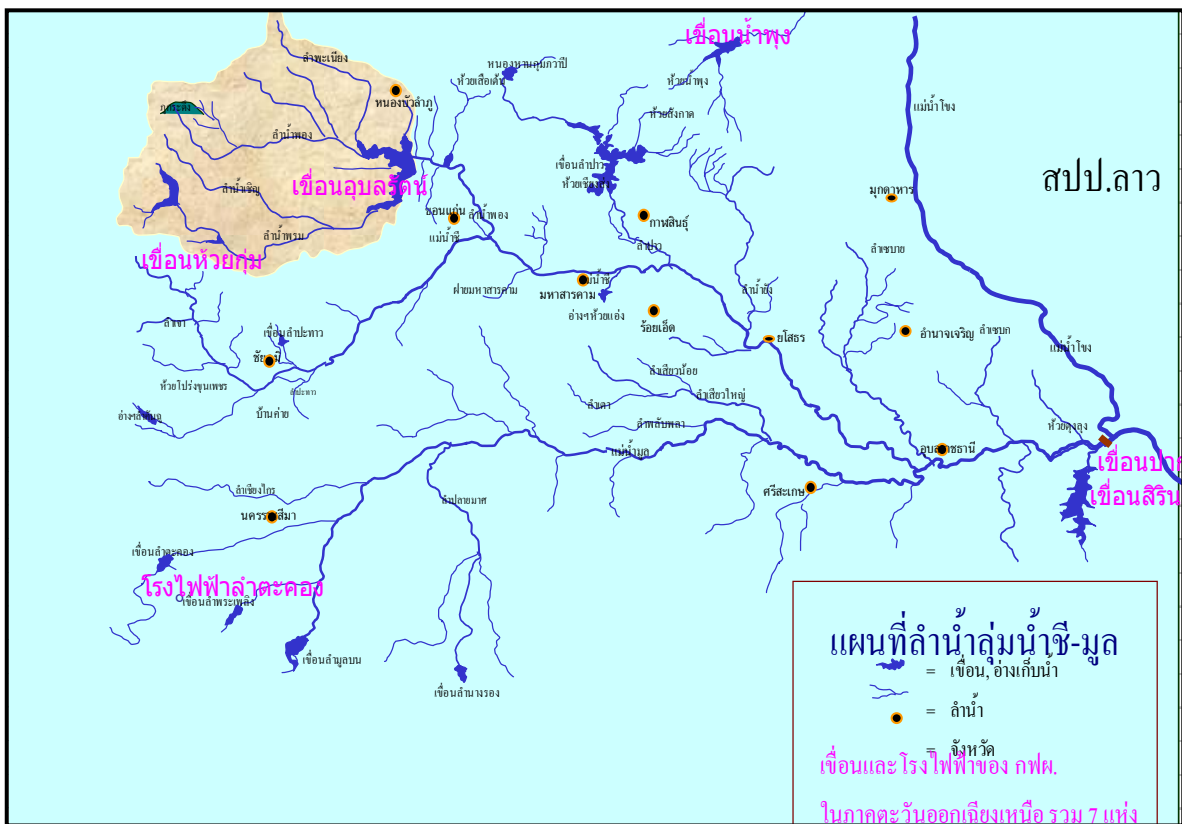 เขื่อนน้ำพุง
ลำพะเนียง
หนองหานกุมภวาปี
ห้วยเสือเต้น
ห้วยน้ำพุง
หนองบัวลำภู
ภูกระดึง
แม่น้ำโขง
ห้วยสังกาด
ลำน้ำพอง
เขื่อนลำปาว
สปป.ลาว
ห้วยเชียงส่ง
เขื่อนอุบลรัตน์
ลำน้ำเชิญ
มุกดาหาร
ขอนแก่น
ลำน้ำพอง
กาฬสินธุ์
ลำน้ำพรม
แม่น้ำชี
ลำปาว
ลำเซบาย
เขื่อนห้วยกุ่ม
แม่น้ำชี
ลำน้ำยัง
ฝายมหาสารคาม
มหาสารคาม
อ่างฯห้วยแอ่ง
ร้อยเอ็ด
เขื่อนลำปะทาว
ยโสธร
อำนาจเจริญ
ลำเซบก
แม่น้ำโขง
ห้วยโปร่งขุนเพชร
ลำเสียวน้อย
ลำเสียวใหญ่
ลำเตา
บ้านค่าย
ลำพลับพลา
ห้วยตุงลุง
แม่น้ำมูล
อุบลราชธานี
เขื่อนปาก
เขื่อนสิริน
ลำเชียงไกร
ศรีสะเกษ
ลำปลายมาศ
นครราชสีมา
เขื่อนลำตะคอง
โรงไฟฟ้าลำตะคอง
เขื่อนลำพระเพลิง
เขื่อนลำมูลบน
เขื่อนลำนางรอง
แผนที่ลำน้ำลุ่มน้ำชี-มูล
= เขื่อน, อ่างเก็บน้ำ
= ลำน้ำ
= จังหวัด
เขื่อนและโรงไฟฟ้าของ กฟผ.
ในภาคตะวันออกเฉียงเหนือ รวม 7 แห่ง